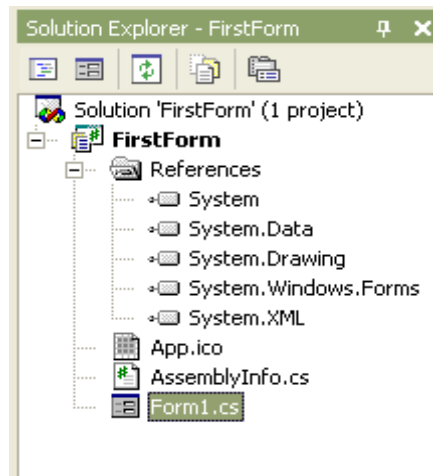 Solution Explorer - FirstForm
Solution 'FirstForm' (1 project)
FirstForm
References
System
System.Data
System.Drawing
System.Windows.Forms
System.XML
App.ico
AssemblyInfo.cs
Form1.cs